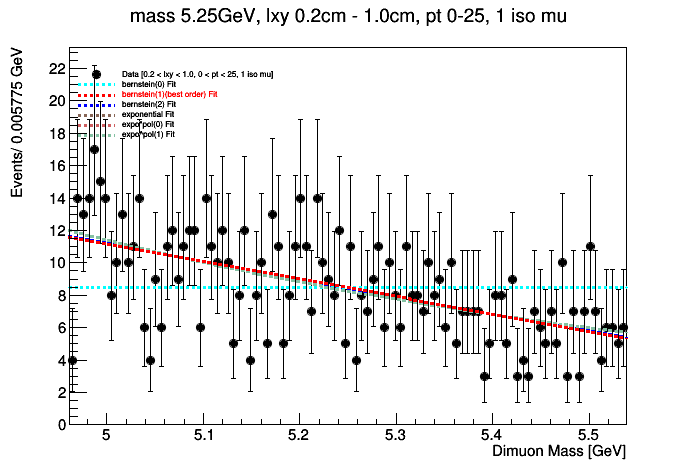 mass 5.25GeV, lxy 0.2cm - 1.0cm, pt 0-25, 1 iso mu
Events/ 0.005775 GeV
Data [0.2 < lxy < 1.0, 0 < pt < 25, 1 iso mu]
bernstein(0) Fit
bernstein(1)(best order) Fit
bernstein(2) Fit
exponential Fit
expo*pol(0) Fit
expo*pol(1) Fit
22
20
18
16
14
12
10
8
6
4
2
0
5 5.1 5.2 5.3 5.4 5.5
Dimuon Mass [GeV]